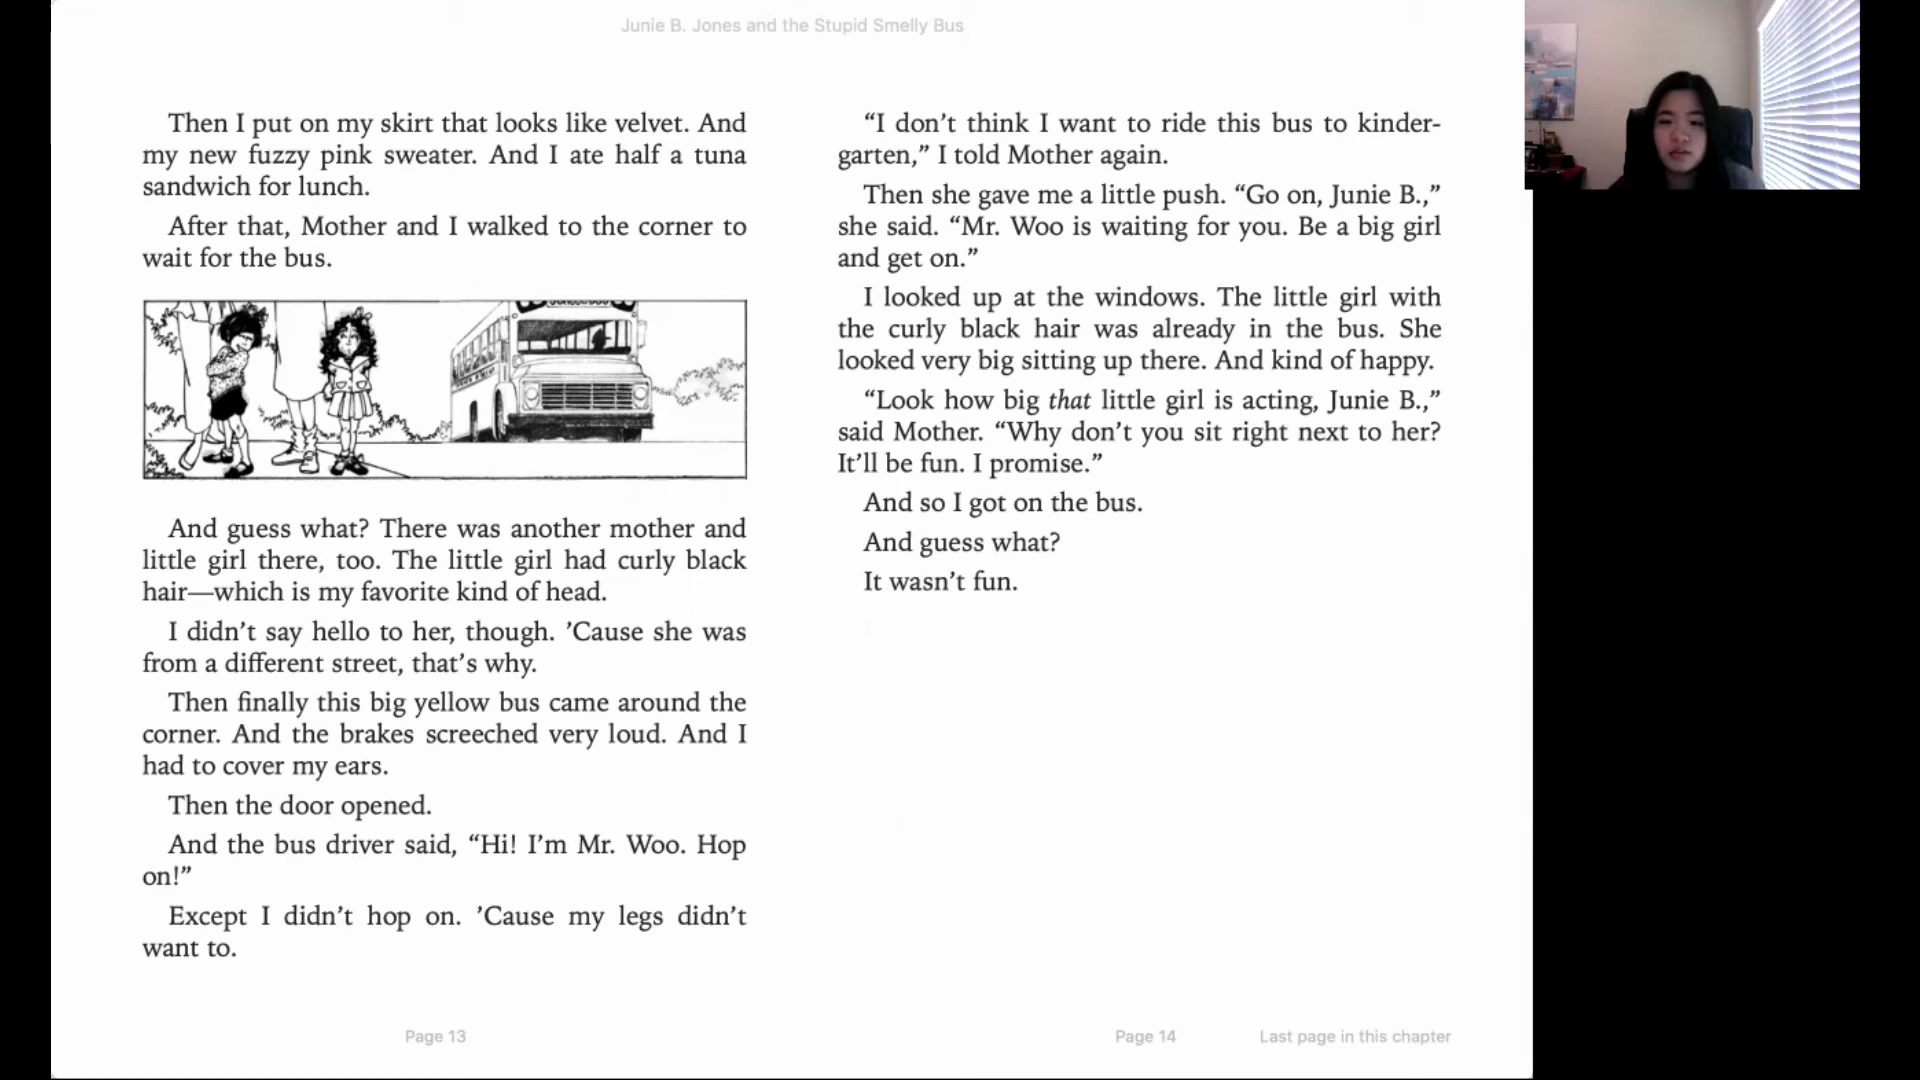 Junie B. Jones and the Stupid Smelly Bus
Then I put on my skirt that looks like velvet. And
my new fuzzy pink sweater. And I ate half a tuna
sandwich for lunch.
After that, Mother and I walked to the corner to
wait for the bus.
And guess what? There was another mother and
little girl there, too. The little girl had curly black
hair—which is my favorite kind of head.
I didn’t say hello to her, though. ’Cause she was
from a different street, that’s why.
Then finally this big yellow bus came around the
corner. And the brakes screeched very loud. And I
had to cover my ears.
Then the door opened.
And the bus driver said, “Hi! I’m Mr. Woo. Hop
on!”
Except I didn’t hop on. ’Cause my legs didn’t
want to.
Page 13
“I don’t think I want to ride this bus to kinder-
garten,” I told Mother again.
Then she gave me a little push. “Go on, Junie B.,”
she said. “Mr. Woo is waiting for you. Be a big girl
and get on.”
I looked up at the windows. The little girl with
the curly black hair was already in the bus. She
looked very big sitting up there. And kind of happy.
“Look how big that little girl is acting, Junie B.,”
said Mother. “Why don’t you sit right next to her?
It’ll be fun. I promise.”
And so I got on the bus.
And guess what?
It wasn’t fun.
Page 14
Last page in this chapter